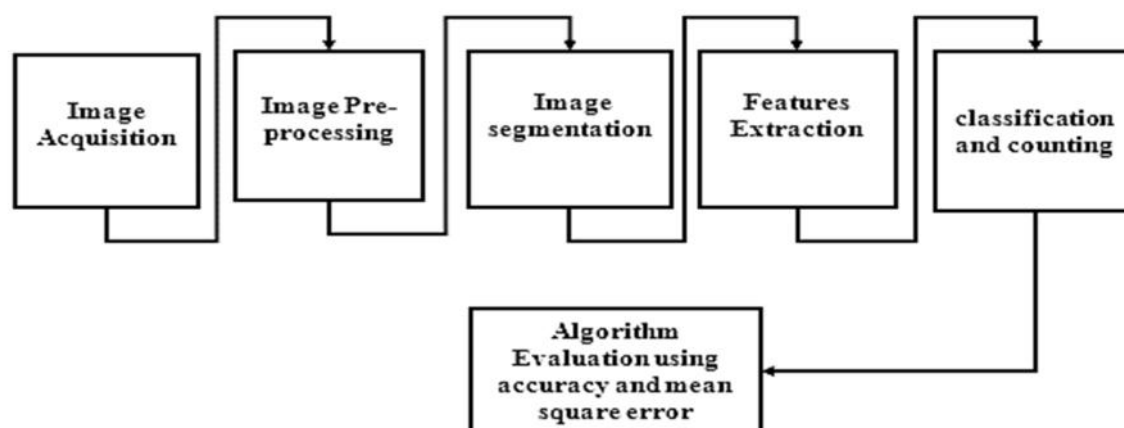 Image
Acquisition
Image Pre-
processing
Image
segmentation
Features
Extraction
classification
and counting
Algorithm
Evaluation using
accuracy and mean
square error